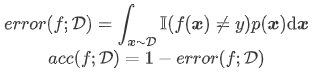 error(f; 𝒟) = ∫_{𝒙∼𝒟} 𝕀(f(𝒙) ≠ y)p(𝒙)d𝒙
acc(f; 𝒟) = 1 − error(f; 𝒟)